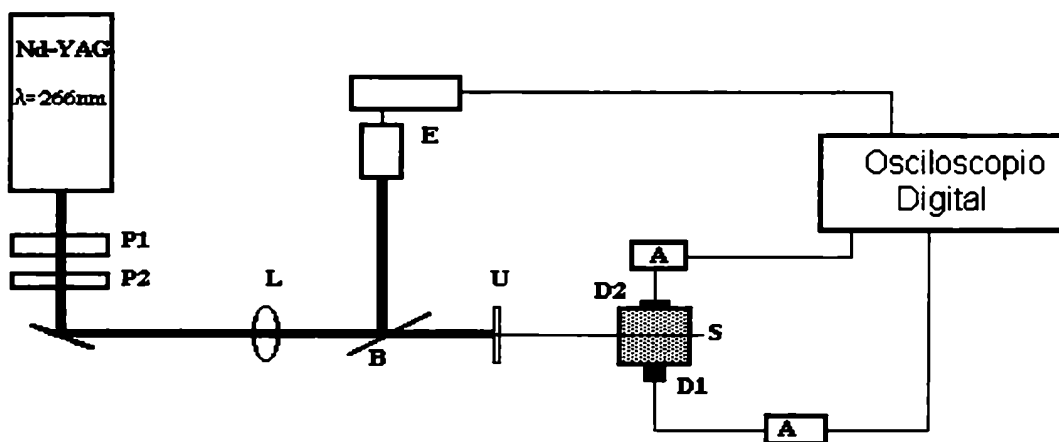 Nd-YAG
λ=266nm
P1
P2
L
B
E
U
D2
A
S
D1
A
Osciloscopio
Digital